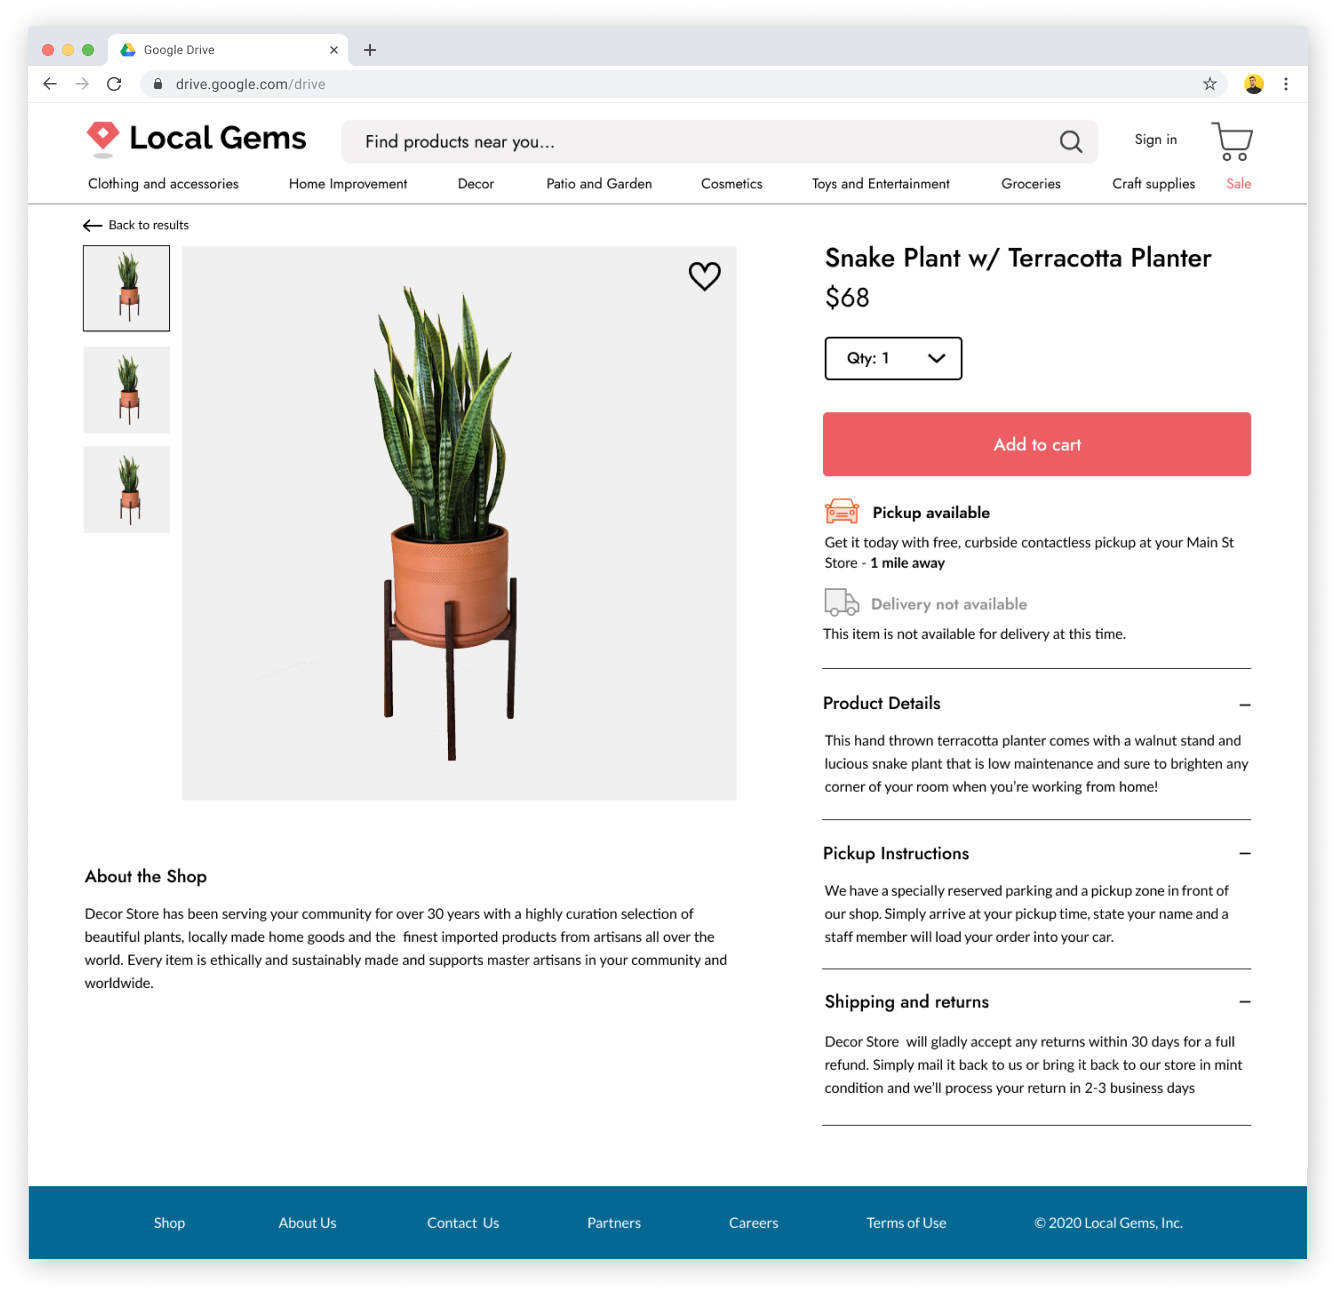 Google Drive
drive.google.com/drive
Local Gems
Find products near you...
Sign in
Clothing and accessories
Home Improvement
Decor
Patio and Garden
Cosmetics
Toys and Entertainment
Groceries
Craft supplies
Sale
Back to results
Snake Plant w/ Terracotta Planter
$68
Qty: 1
Add to cart
Pickup available
Get it today with free, curbside contactless pickup at your Main St
Store - 1 mile away
Delivery not available
This item is not available for delivery at this time.
Product Details
This hand thrown terracotta planter comes with a walnut stand and
lucious snake plant that is low maintenance and sure to brighten any
corner of your room when you're working from home!
Pickup Instructions
We have a specially reserved parking and a pickup zone in front of
our shop. Simply arrive at your pickup time, state your name and a
staff member will load your order into your car.
Shipping and returns
Decor Store  will gladly accept any returns within 30 days for a full
refund. Simply mail it back to us or bring it back to our store in mint
condition and we'll process your return in 2-3 business days
About the Shop
Decor Store has been serving your community for over 30 years with a highly curation selection of
beautiful plants, locally made home goods and the  finest imported products from artisans all over the
world. Every item is ethically and sustainably made and supports master artisans in your community and
worldwide.
Shop
About Us
Contact Us
Partners
Careers
Terms of Use
© 2020 Local Gems, Inc.